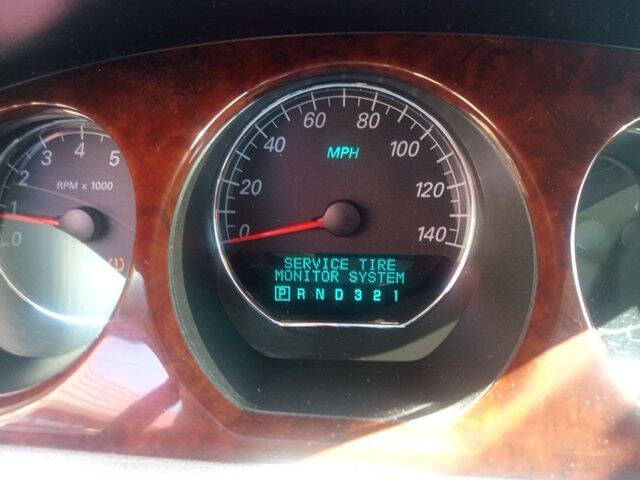 0 1 2 3 4 5
RPM x 1000
0 20 40 60 80 100 120 140
MPH
SERVICE TIRE
MONITOR SYSTEM
P R N D 3 2 1